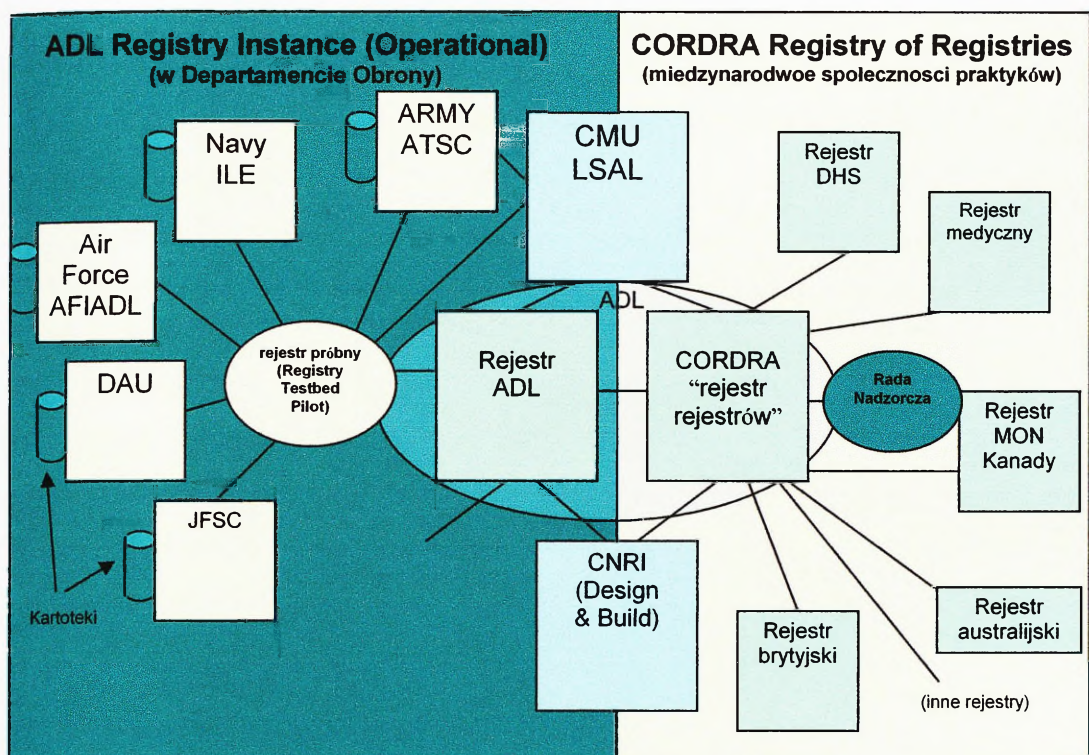 ADL Registry Instance (Operational)
(w Departamencie Obrony)
CORDRA Registry of Registries
(miedzynarodwoe spolecznosci praktyków)
ARMY
ATSC
Navy
ILE
CMU
LSAL
Rejestr
DHS
Rejestr
medyczny
Air
Force
AFIADL
ADL
rejestr próbny
(Registry
Testbed
Pilot)
Rejestr
ADL
CORDRA
“rejestr
rejestrów”
Rada
Nadzorcza
DAU
Rejestr
MON
Kanady
JFSC
CNRI
(Design
& Build)
Kartoteki
Rejestr
brytyjski
Rejestr
australijski
(inne rejestry)